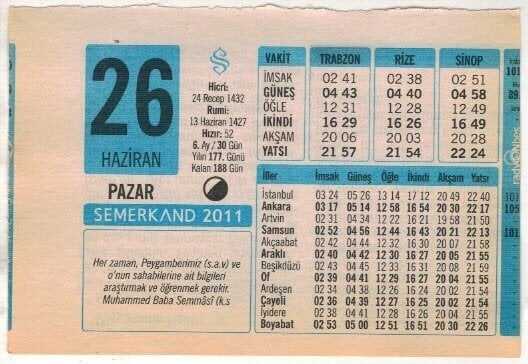 26
HAZİRAN
PAZAR
Hicri:
24 Recep 1432
Rumi:
13 Haziran 1427
Hızır: 52
6. Ay / 30 Gün
Yılın 177. Günü
Kalan 188 Gün
SEMERKAND 2011
Her zaman, Peygamberimiz (s.a.v) ve
o'nun sahabilerine ait bilgileri
araştırmak ve öğrenmek gerekir.
Muhammed Baba Semmâsî (k.s
VAKİT TRABZON RİZE SİNOP
İMSAK 02 41 02 38 02 51
GÜNEŞ 04 43 04 40 04 58
ÖĞLE 12 31 12 28 12 49
İKİNDİ 16 29 16 26 16 49
AKŞAM 20 06 20 03 20 28
YATSI 21 57 21 54 22 24
İller İmsak Güneş Öğle İkindi Akşam Yatsı
İstanbul 03 24 05 26 13 14 17 12 20 49 22 40
Ankara 03 17 05 14 12 58 16 54 20 30 22 17
Artvin 02 31 04 34 12 22 16 21 19 58 21 50
Samsun 02 52 04 56 12 44 16 43 20 21 22 13
Akçaabat 02 42 04 44 12 32 16 30 20 07 21 58
Araklı 02 40 04 42 12 30 16 27 20 05 21 55
Beşikdüzü 02 43 04 45 12 33 16 31 20 08 21 59
Of 02 39 04 41 12 29 16 27 20 04 21 55
Ardeşen 02 36 04 38 12 26 16 24 20 01 21 52
Çayeli 02 37 04 39 12 27 16 25 20 02 21 54
İyidere 02 39 04 41 12 29 16 26 20 04 21 55
Boyabat 02 53 05 00 12 51 16 51 20 30 22 26